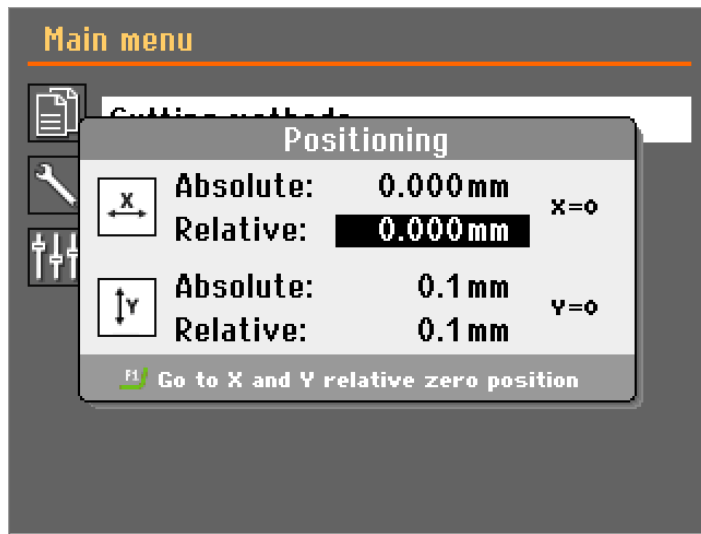 Main menu
Positioning
X
Absolute: 0.000mm
Relative: 0.000mm
X=0
Y
Absolute: 0.1mm
Relative: 0.1mm
Y=0
F1 Go to X and Y relative zero position